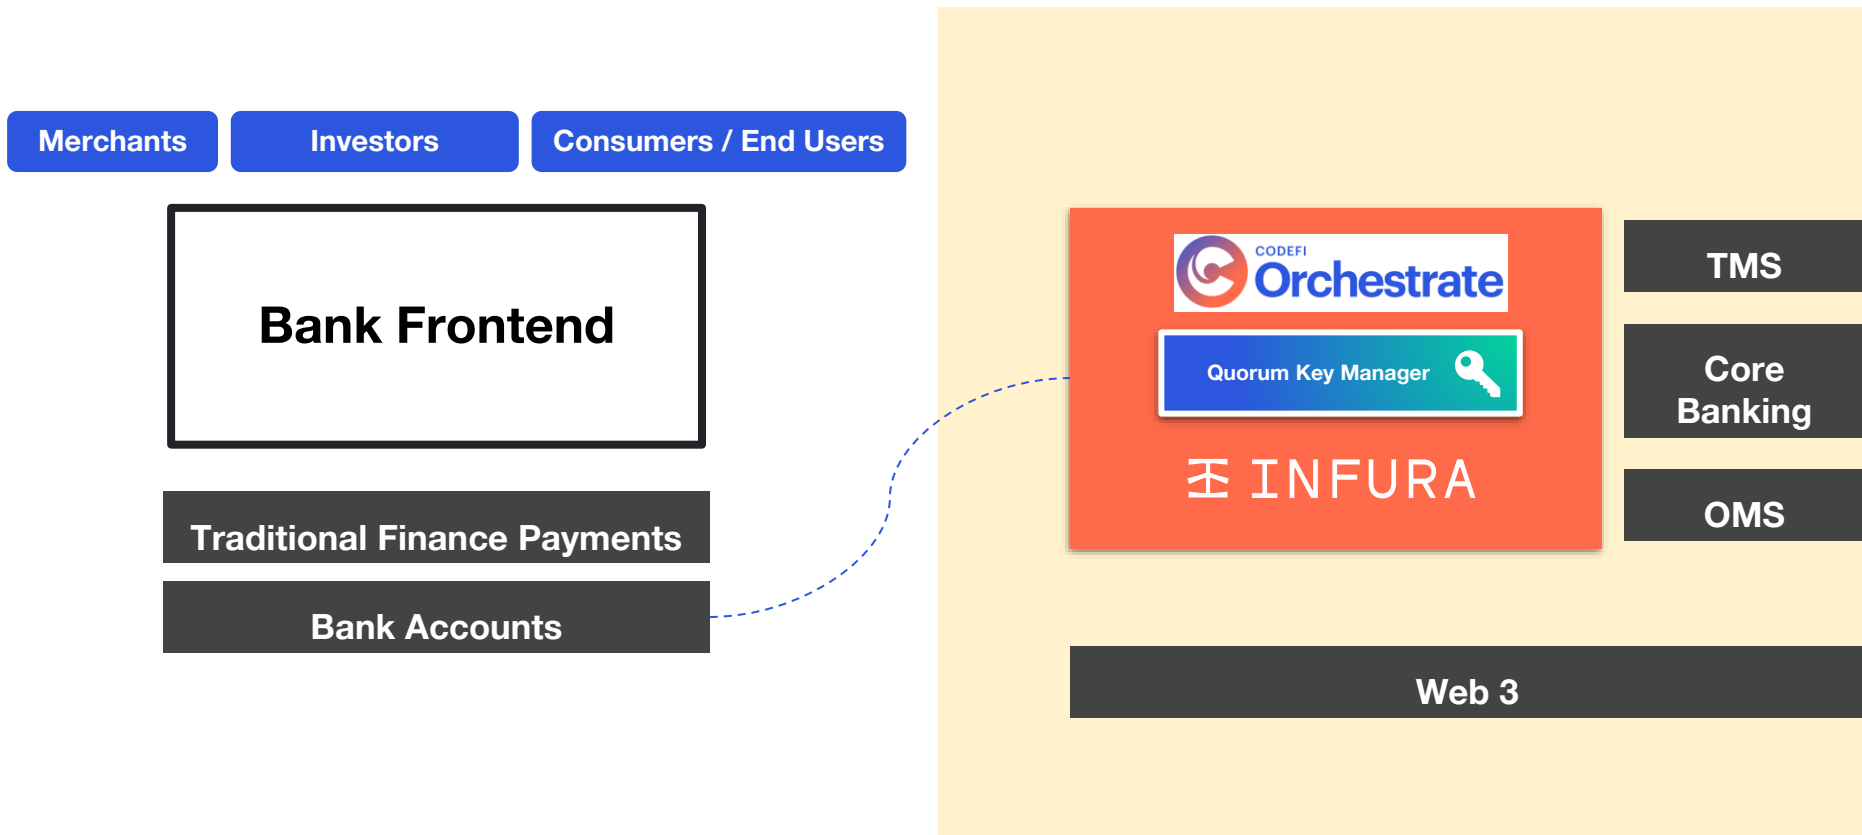 Merchants
Investors
Consumers / End Users
Bank Frontend
Traditional Finance Payments
Bank Accounts
CODEFI
Orchestrate
Quorum Key Manager
INFURA
TMS
Core
Banking
OMS
Web 3